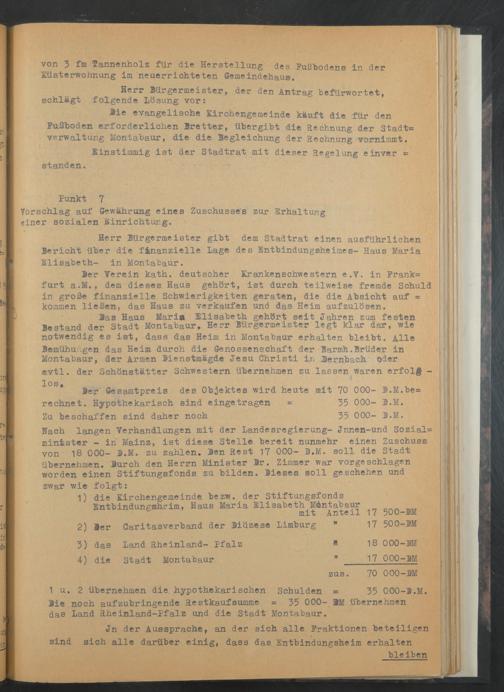 von 3 fm Tannenholz für die Herstellung des Fußbodens in der
Küsterwohnung im neuerrichteten Gemeindehaus.
Herr Bürgermeister, der den Antrag befürwortet,
schlägt folgende Lösung vor:
Die evangelische Kirchengemeinde käuft die für den
Fußboden erforderlichen Bretter, übergibt die Rechnung der Stadt=
verwaltung Montabaur, die die Begleichung der Rechnung vornimmt.
Einstimmig ist der Stadtrat mit dieser Regelung einver =
standen.
Punkt 7
Vorschlag auf Gewährung eines Zuschusses zur Erhaltung
einer sozialen Einrichtung.
Herr Bürgermeister gibt dem Stadtrat einen ausführlichen
Bericht über die finanzielle Lage des Entbindungsheimes- Haus Maria
Elisabeth- in Montabaur.
Der Verein kath. deutscher Krankenschwestern e.V. in Frank=
furt a.M., dem dieses Haus gehört, ist durch teilweise fremde Schuld
in große finanzielle Schwierigkeiten geraten, die die Absicht auf =
kommen ließen, das Haus zu verkaufen und das Heim aufzulösen.
Das Haus Maria Elisabeth gehört seit Jahren zum festen
Bestand der Stadt Montabaur. Herr Bürgermeister legt klar dar, wie
notwendig es ist, dass das Heim in Montabaur erhalten bleibt. Alle
Bemühungen das Heim durch die Genossenschaft der Barmh.Brüder in
Montabaur, der Armen Dienstmägde Jesu Christi in Dernbach oder
evtl. der Schönstätter Schwestern übernehmen zu lassen waren erfolg -
los.
Der Gesamtpreis des Objektes wird heute mit 70 000- D.M.be=
rechnet. Hypothekarisch sind eingetragen = 35 000- D.M.
Zu beschaffen sind daher noch 35 000- D.M.
Nach langen Verhandlungen mit der Landesregierung- Jnnen-und Sozial=
minister - in Mainz, ist diese Stelle bereit nunmehr einen Zuschuss
von 18 000- D.M. zu zahlen. Den Rest 17 000- D.M. soll die Stadt
übernehmen. Durch den Herrn Minister Dr. Zimmer war vorgeschlagen
worden einen Stiftungsfonds zu bilden. Dieses soll geschehen und
zwar wie folgt:
1) die Kirchengemeinde bezw. der Stiftungsfonds
Entbindungsheim, Haus Maria Elisabeth Montabaur
mit Anteil 17 500-DM
2) Der Caritasverband der Diözese Limburg " 17 500-DM
3) das Land Rheinland- Pfalz " 18 000-DM
4) die Stadt Montabaur " 17 000-DM
zus. 70 000-DM
1 u. 2 übernehmen die hypothekarischen Schulden = 35 000-D.M.
Die noch aufzubringende Restkaufsumme = 35 000- DM übernehmen
das Land Rheinland-Pfalz und die Stadt Montabaur.
Jn der Aussprache, an der sich alle Fraktionen beteiligen
sind sich alle darüber einig, dass das Entbindungsheim erhalten
bleiben